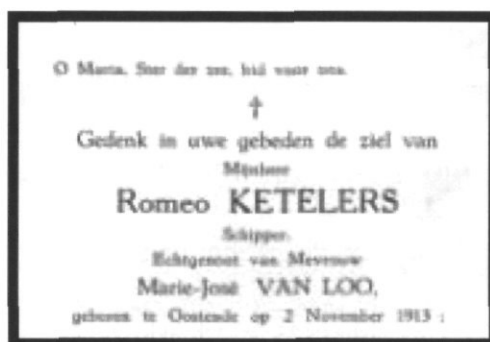 O Maria, Ster der zee, bid voor ons.
Gedenk in uwe gebeden de ziel van
Mijnheer
Romeo KETELERS
Schipper,
Echtgenoot van Mevrouw
Marie-José VAN LOO,
geboren te Oostende op 2 November 1913 ;